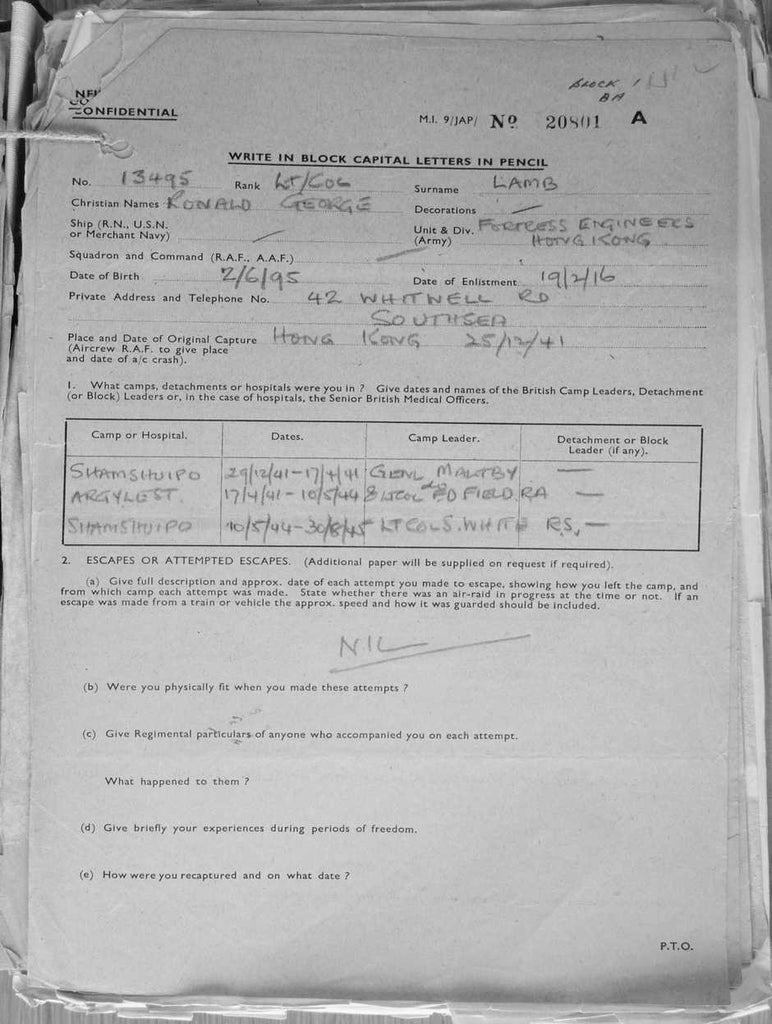 BLOCK 1
BA
CONFIDENTIAL
M.I. 9/JAP/ No 20801 A
WRITE IN BLOCK CAPITAL LETTERS IN PENCIL
No. 13495 Rank LT/COL Surname LAMB
Christian Names RONALD GEORGE Decorations —
Ship (R.N., U.S.N. or Merchant Navy) — Unit & Div. (Army) FORTRESS ENGINEERS
HONG KONG
Squadron and Command (R.A.F., A.A.F.) —
Date of Birth 2/6/95 Date of Enlistment 19/2/16
Private Address and Telephone No. 42 WHITWELL RD
SOUTHSEA
Place and Date of Original Capture HONG KONG 25/12/41
(Aircrew R.A.F. to give place
and date of a/c crash).
1. What camps, detachments or hospitals were you in ? Give dates and names of the British Camp Leaders, Detachment
(or Block) Leaders or, in the case of hospitals, the Senior British Medical Officers.
Camp or Hospital. Dates. Camp Leader. Detachment or Block
Leader (if any).
SHAMSHUIPO 29/12/41-17/4/41 GENL MALTBY —
ARGYLE ST. 17/4/41-10/5/44 & LTCOL FD FIELD. RA —
SHAMSHUIPO 10/5/44-30/8/45 LT COL S. WHITE R.S. —
2. ESCAPES OR ATTEMPTED ESCAPES. (Additional paper will be supplied on request if required).
(a) Give full description and approx. date of each attempt you made to escape, showing how you left the camp, and
from which camp each attempt was made. State whether there was an air-raid in progress at the time or not. If an
escape was made from a train or vehicle the approx. speed and how it was guarded should be included.
NIL
(b) Were you physically fit when you made these attempts ?
(c) Give Regimental particulars of anyone who accompanied you on each attempt.
What happened to them ?
(d) Give briefly your experiences during periods of freedom.
(e) How were you recaptured and on what date ?
P.T.O.